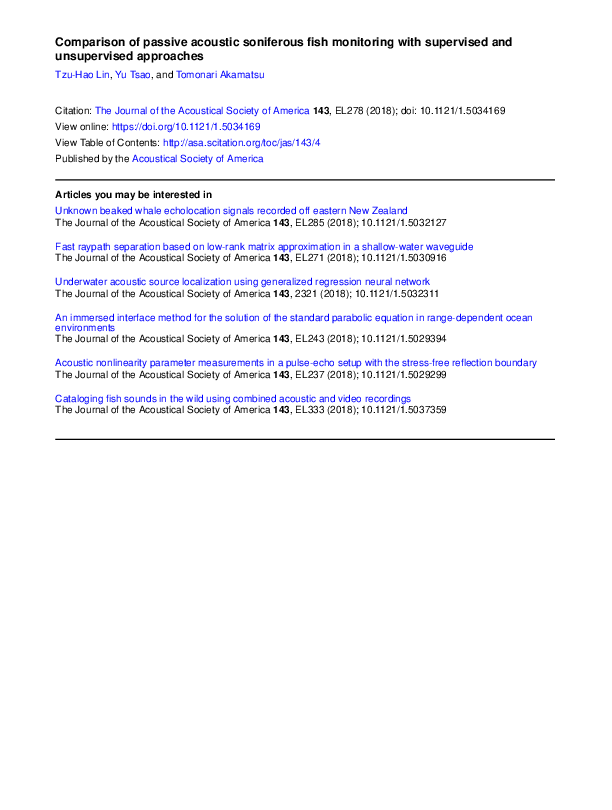 Comparison of passive acoustic soniferous fish monitoring with supervised and
unsupervised approaches
Tzu-Hao Lin, Yu Tsao, and Tomonari Akamatsu
Citation: The Journal of the Acoustical Society of America 143, EL278 (2018); doi: 10.1121/1.5034169
View online: https://doi.org/10.1121/1.5034169
View Table of Contents: http://asa.scitation.org/toc/jas/143/4
Published by the Acoustical Society of America
Articles you may be interested in
Unknown beaked whale echolocation signals recorded off eastern New Zealand
The Journal of the Acoustical Society of America 143, EL285 (2018); 10.1121/1.5032127
Fast raypath separation based on low-rank matrix approximation in a shallow-water waveguide
The Journal of the Acoustical Society of America 143, EL271 (2018); 10.1121/1.5030916
Underwater acoustic source localization using generalized regression neural network
The Journal of the Acoustical Society of America 143, 2321 (2018); 10.1121/1.5032311
An immersed interface method for the solution of the standard parabolic equation in range-dependent ocean
environments
The Journal of the Acoustical Society of America 143, EL243 (2018); 10.1121/1.5029394
Acoustic nonlinearity parameter measurements in a pulse-echo setup with the stress-free reflection boundary
The Journal of the Acoustical Society of America 143, EL237 (2018); 10.1121/1.5029299
Cataloging fish sounds in the wild using combined acoustic and video recordings
The Journal of the Acoustical Society of America 143, EL333 (2018); 10.1121/1.5037359